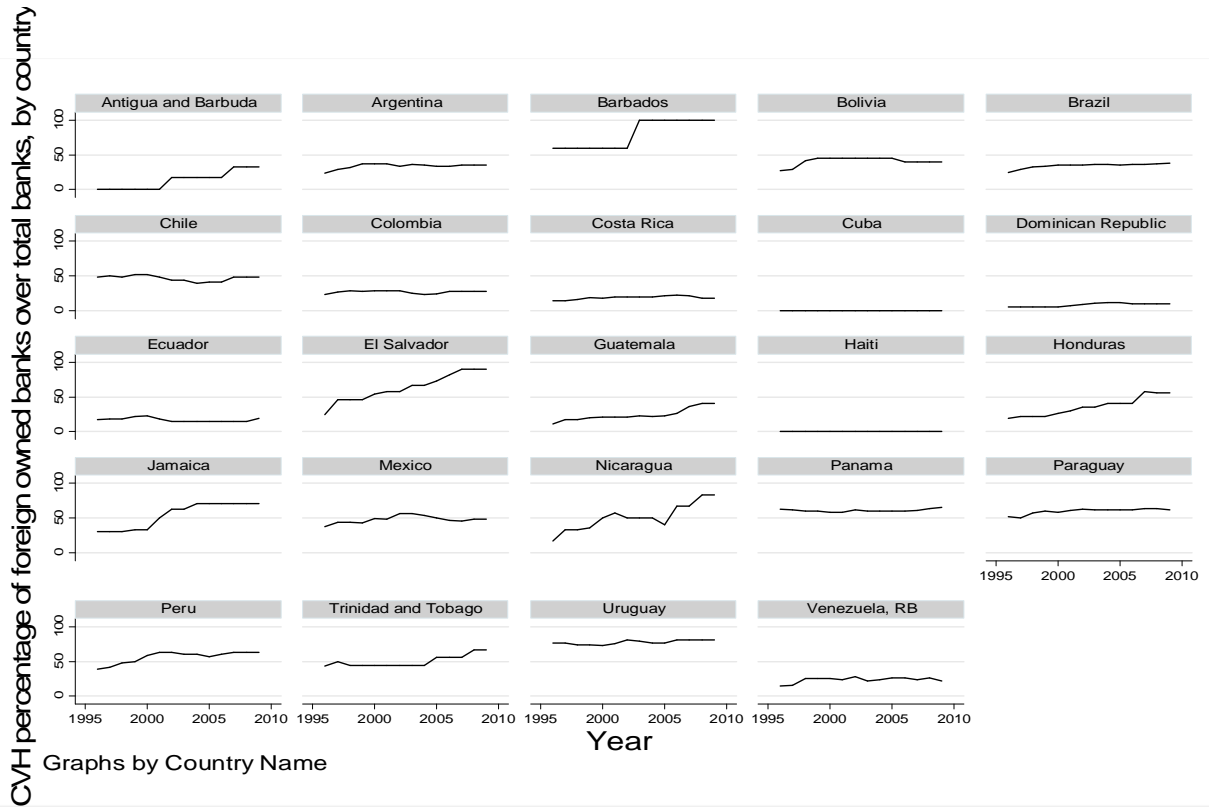 CVH percentage of foreign owned banks over total banks, by country
Antigua and Barbuda
Argentina
Barbados
Bolivia
Brazil
100
50
0
Chile
Colombia
Costa Rica
Cuba
Dominican Republic
100
50
0
Ecuador
El Salvador
Guatemala
Haiti
Honduras
100
50
0
Jamaica
Mexico
Nicaragua
Panama
Paraguay
100
50
0
1995 2000 2005 2010
Peru
Trinidad and Tobago
Uruguay
Venezuela, RB
100
50
0
1995 2000 2005 2010
1995 2000 2005 2010
1995 2000 2005 2010
1995 2000 2005 2010
Year
Graphs by Country Name